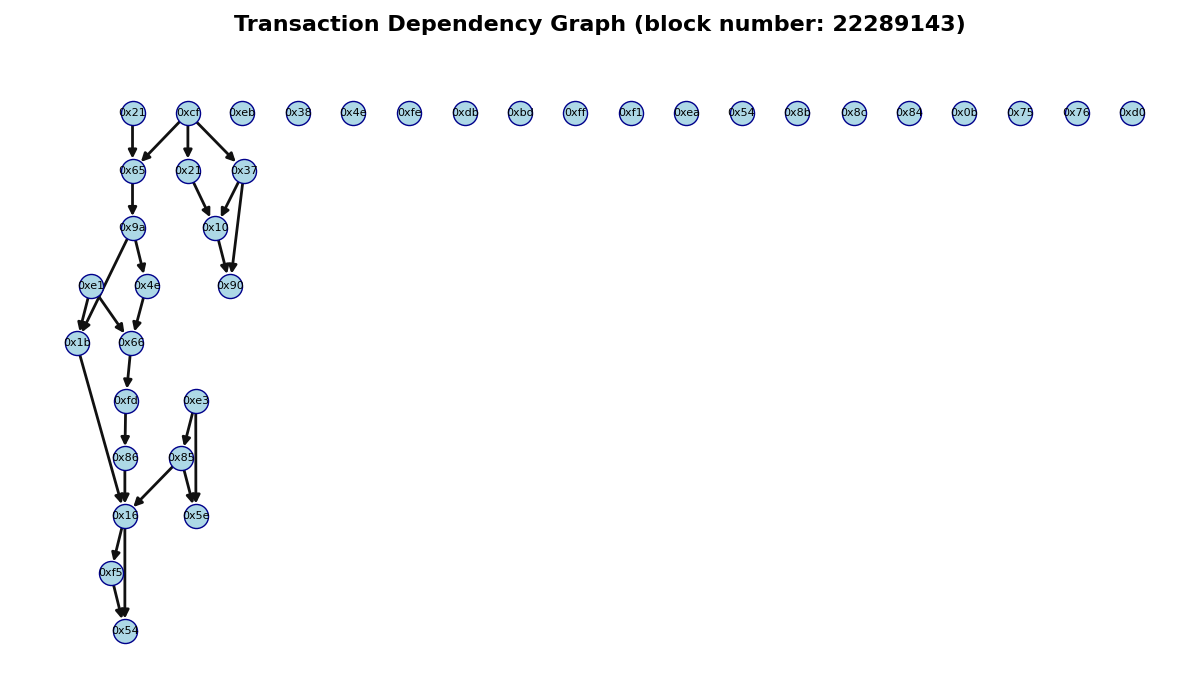 Transaction Dependency Graph (block number: 22289143)
0x21 0xcf 0xeb 0x38 0x4e 0xfe 0xdb 0xbd 0xff 0xf1 0xea 0x54 0x8b 0x8c 0x84 0x0b 0x75 0x76 0xd0
0x65 0x21 0x37
0x9a 0x10
0xe1 0x4e 0x90
0x1b 0x66
0xfd 0xe3
0x86 0x85
0x16 0x5e
0xf5
0x54